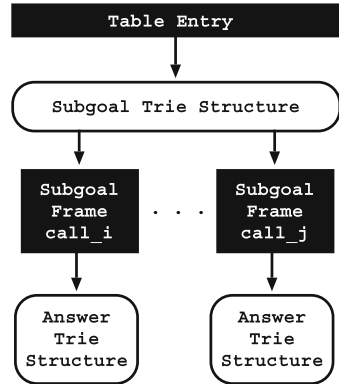 Table Entry
Subgoal Trie Structure
Subgoal
Frame
call_i
. . .
Subgoal
Frame
call_j
Answer
Trie
Structure
Answer
Trie
Structure